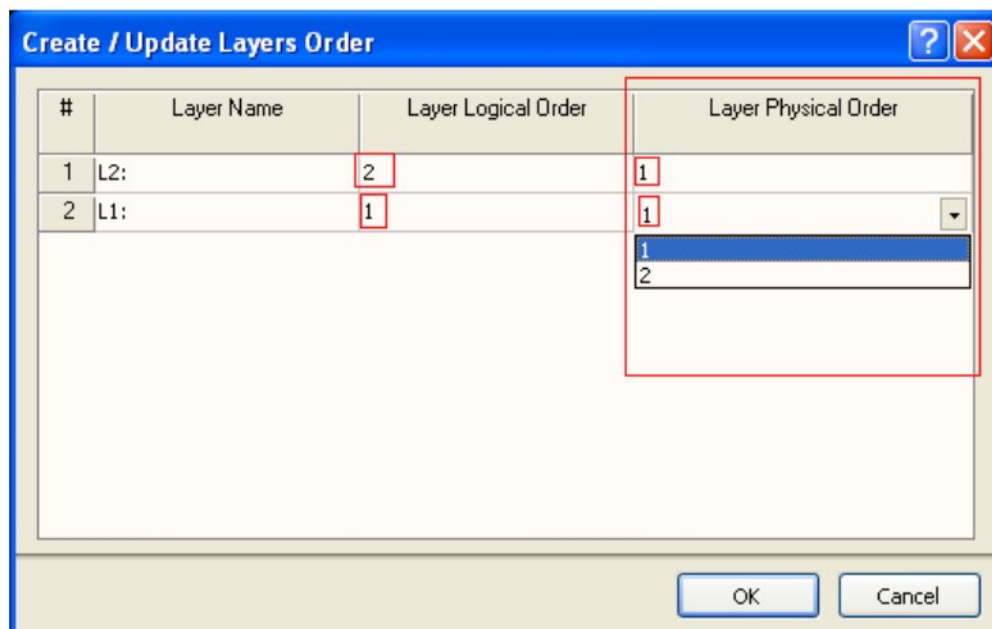 Create / Update Layers Order
# Layer Name Layer Logical Order Layer Physical Order
1 L2: 2 1
2 L1: 1 1
1
2
OK Cancel